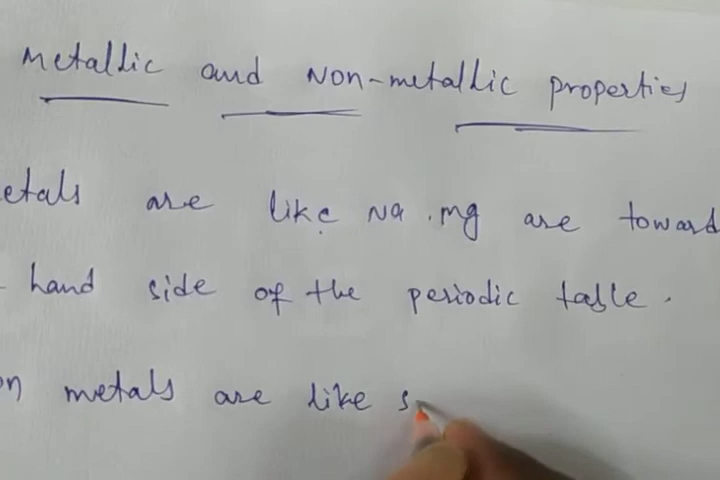 Metallic and Non-metallic properties
etals are like Na .mg are toward
hand side of the periodic table.
on metals are like s